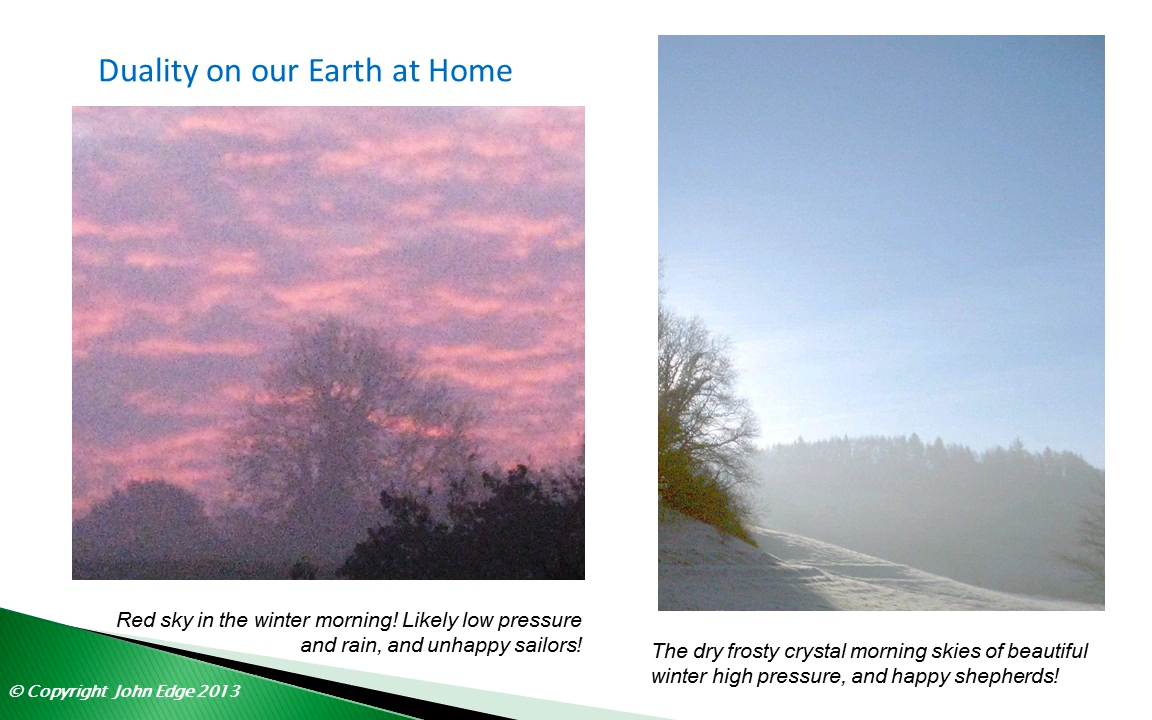 Duality on our Earth at Home
Red sky in the winter morning! Likely low pressure
and rain, and unhappy sailors!
The dry frosty crystal morning skies of beautiful
winter high pressure, and happy shepherds!
© Copyright John Edge 2013